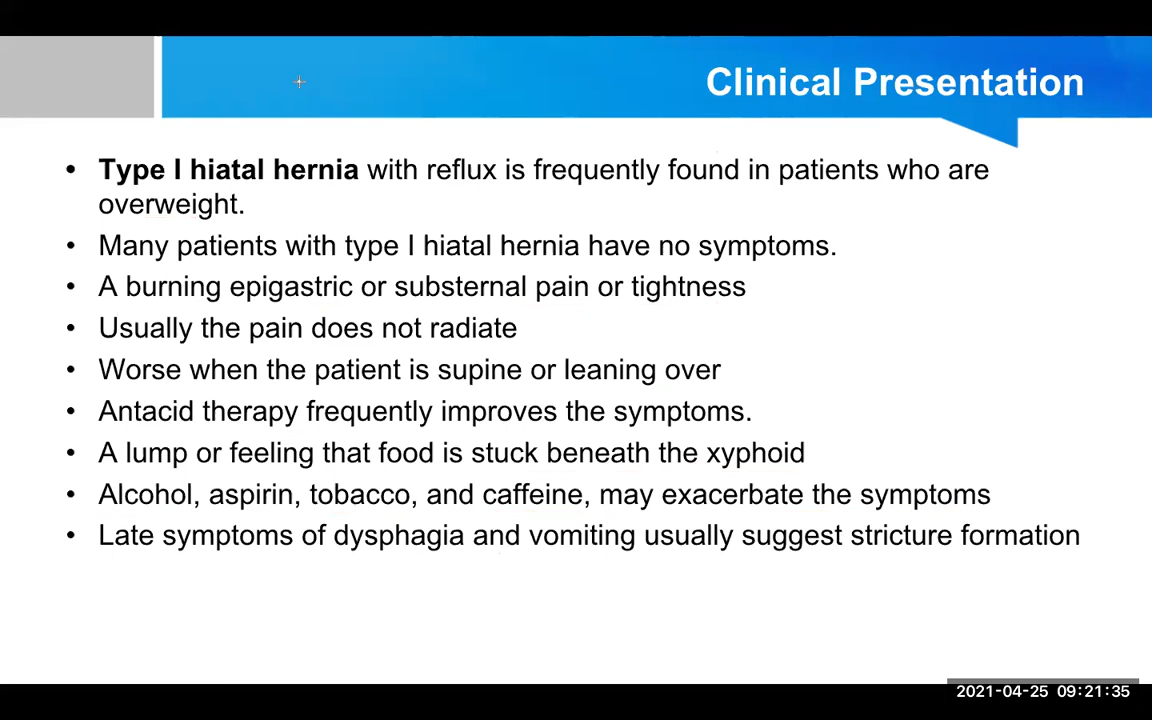 Clinical Presentation
• Type I hiatal hernia with reflux is frequently found in patients who are
overweight.
• Many patients with type I hiatal hernia have no symptoms.
• A burning epigastric or substernal pain or tightness
• Usually the pain does not radiate
• Worse when the patient is supine or leaning over
• Antacid therapy frequently improves the symptoms.
• A lump or feeling that food is stuck beneath the xyphoid
• Alcohol, aspirin, tobacco, and caffeine, may exacerbate the symptoms
• Late symptoms of dysphagia and vomiting usually suggest stricture formation
2021-04-25 09:21:35